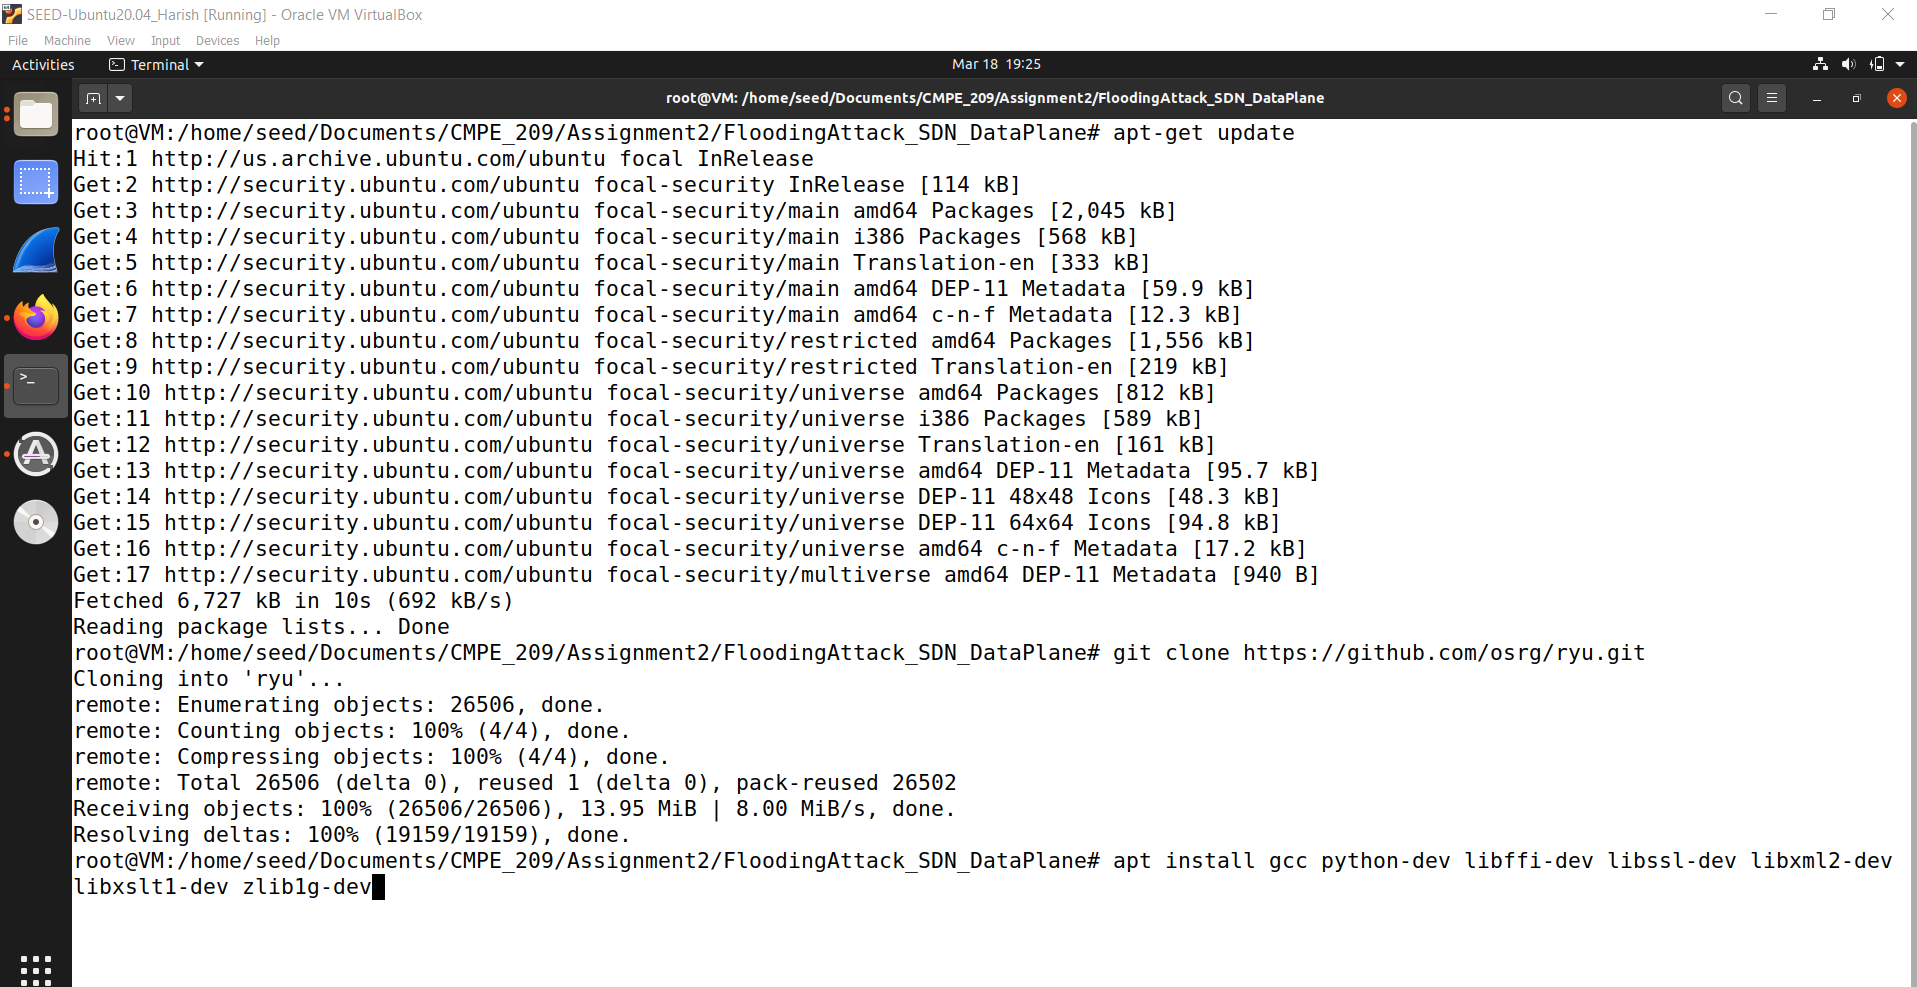 SEED-Ubuntu20.04_Harish [Running] - Oracle VM VirtualBox
File Machine View Input Devices Help
Activities Terminal Mar 18 19:25
root@VM: /home/seed/Documents/CMPE_209/Assignment2/FloodingAttack_SDN_DataPlane
root@VM:/home/seed/Documents/CMPE_209/Assignment2/FloodingAttack_SDN_DataPlane# apt-get update
Hit:1 http://us.archive.ubuntu.com/ubuntu focal InRelease
Get:2 http://security.ubuntu.com/ubuntu focal-security InRelease [114 kB]
Get:3 http://security.ubuntu.com/ubuntu focal-security/main amd64 Packages [2,045 kB]
Get:4 http://security.ubuntu.com/ubuntu focal-security/main i386 Packages [568 kB]
Get:5 http://security.ubuntu.com/ubuntu focal-security/main Translation-en [333 kB]
Get:6 http://security.ubuntu.com/ubuntu focal-security/main amd64 DEP-11 Metadata [59.9 kB]
Get:7 http://security.ubuntu.com/ubuntu focal-security/main amd64 c-n-f Metadata [12.3 kB]
Get:8 http://security.ubuntu.com/ubuntu focal-security/restricted amd64 Packages [1,556 kB]
Get:9 http://security.ubuntu.com/ubuntu focal-security/restricted Translation-en [219 kB]
Get:10 http://security.ubuntu.com/ubuntu focal-security/universe amd64 Packages [812 kB]
Get:11 http://security.ubuntu.com/ubuntu focal-security/universe i386 Packages [589 kB]
Get:12 http://security.ubuntu.com/ubuntu focal-security/universe Translation-en [161 kB]
Get:13 http://security.ubuntu.com/ubuntu focal-security/universe amd64 DEP-11 Metadata [95.7 kB]
Get:14 http://security.ubuntu.com/ubuntu focal-security/universe DEP-11 48x48 Icons [48.3 kB]
Get:15 http://security.ubuntu.com/ubuntu focal-security/universe DEP-11 64x64 Icons [94.8 kB]
Get:16 http://security.ubuntu.com/ubuntu focal-security/universe amd64 c-n-f Metadata [17.2 kB]
Get:17 http://security.ubuntu.com/ubuntu focal-security/multiverse amd64 DEP-11 Metadata [940 B]
Fetched 6,727 kB in 10s (692 kB/s)
Reading package lists... Done
root@VM:/home/seed/Documents/CMPE_209/Assignment2/FloodingAttack_SDN_DataPlane# git clone https://github.com/osrg/ryu.git
Cloning into 'ryu'...
remote: Enumerating objects: 26506, done.
remote: Counting objects: 100% (4/4), done.
remote: Compressing objects: 100% (4/4), done.
remote: Total 26506 (delta 0), reused 1 (delta 0), pack-reused 26502
Receiving objects: 100% (26506/26506), 13.95 MiB | 8.00 MiB/s, done.
Resolving deltas: 100% (19159/19159), done.
root@VM:/home/seed/Documents/CMPE_209/Assignment2/FloodingAttack_SDN_DataPlane# apt install gcc python-dev libffi-dev libssl-dev libxml2-dev
libxslt1-dev zlib1g-dev